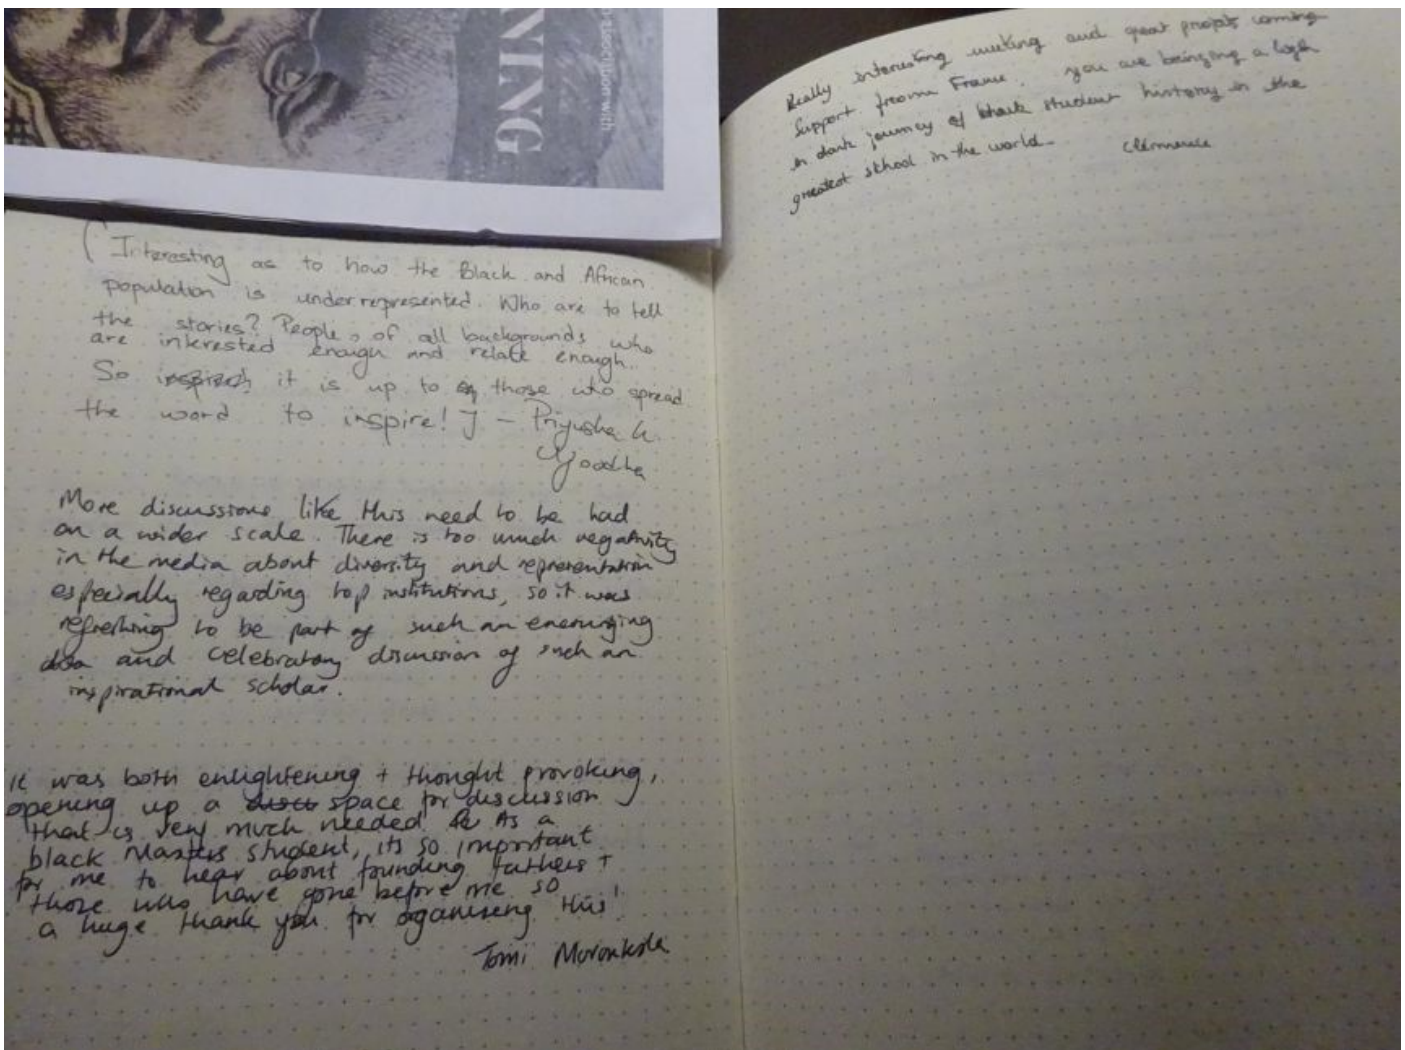 NING
association with
[Interesting as to how the Black and African
population is underrepresented. Who are to tell
the stories? People, of all backgrounds who
are interested enough and relate enough.
So it is up to those who spread
the word to inspire!] - Priyusha K.
More discussions like this need to be had
on a wider scale. There is too much negativity
in the media about diversity and representation
especially regarding top institutions, so it was
refreshing to be part of such an encouraging
and celebratory discussion of such an
inspirational scholar.
It was both enlightening + thought provoking,
opening up a space for discussion
that is very much needed As a
black Masters student, its so important
for me to hear about founding fathers +
those who have gone before me so
a huge thank you for organising this!
Tomi
Really interesting meeting and great projects coming
Support from France. you are bringing a light
in dark journey of black student history in the
greatest school in the world.
Clémence